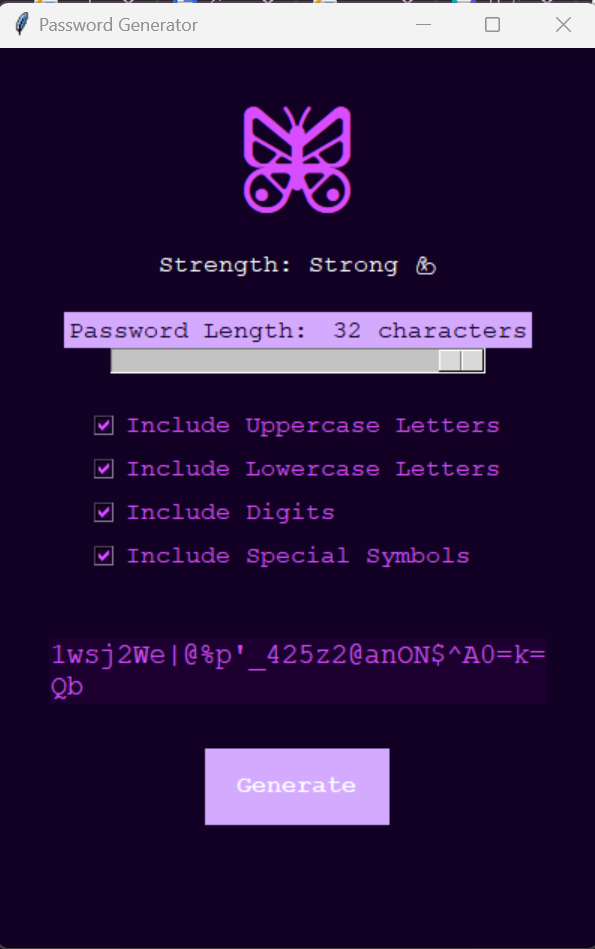 Password Generator
Strength: Strong 💪
Password Length: 32 characters
Include Uppercase Letters
Include Lowercase Letters
Include Digits
Include Special Symbols
1wsj2We|@%p'_425z2@anON$^A0=k=
Qb
Generate